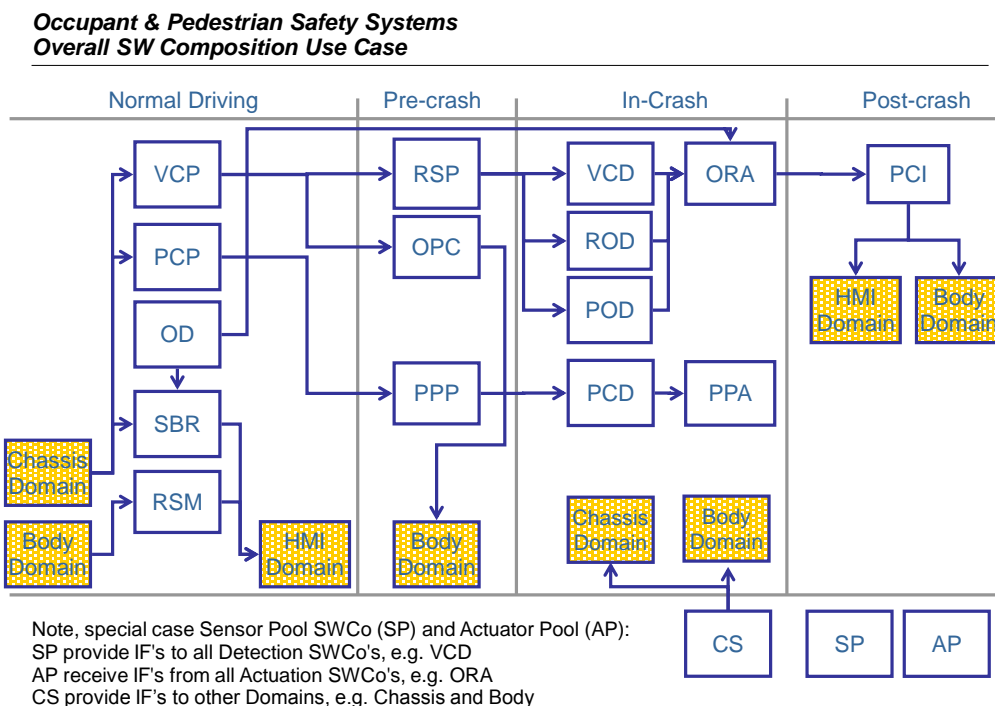 Occupant & Pedestrian Safety Systems
Overall SW Composition Use Case
Normal Driving
Pre-crash
In-Crash
Post-crash
VCP
RSP
VCD
ORA
PCI
PCP
OPC
ROD
OD
POD
HMI
Domain
Body
Domain
SBR
PPP
PCD
PPA
Chassis
Domain
RSM
Body
Domain
HMI
Domain
Body
Domain
Chassis
Domain
Body
Domain
Note, special case Sensor Pool SWCo (SP) and Actuator Pool (AP):
SP provide IF's to all Detection SWCo's, e.g. VCD
AP receive IF's from all Actuation SWCo's, e.g. ORA
CS provide IF's to other Domains, e.g. Chassis and Body
CS
SP
AP